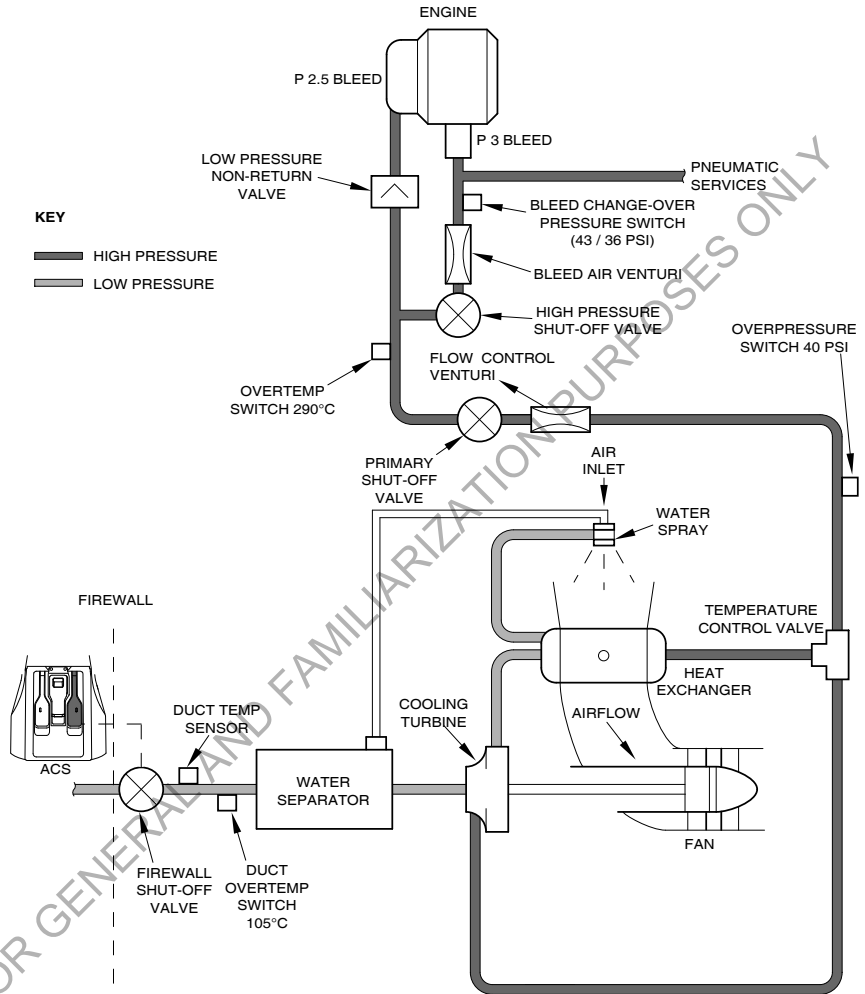 ENGINE
P 2.5 BLEED
P 3 BLEED
LOW PRESSURE
NON-RETURN
VALVE
PNEUMATIC
SERVICES
BLEED CHANGE-OVER
PRESSURE SWITCH
(43 / 36 PSI)
KEY
HIGH PRESSURE
LOW PRESSURE
BLEED AIR VENTURI
HIGH PRESSURE
SHUT-OFF VALVE
OVERPRESSURE
SWITCH 40 PSI
FLOW CONTROL
VENTURI
OVERTEMP
SWITCH 290°C
PRIMARY
SHUT-OFF
VALVE
AIR
INLET
WATER
SPRAY
FIREWALL
TEMPERATURE
CONTROL VALVE
HEAT
EXCHANGER
COOLING
TURBINE
AIRFLOW
DUCT TEMP
SENSOR
ACS
WATER
SEPARATOR
FAN
FIREWALL
SHUT-OFF
VALVE
DUCT
OVERTEMP
SWITCH
105°C
OR GENERAL AND FAMILIARIZATION PURPOSES ONLY